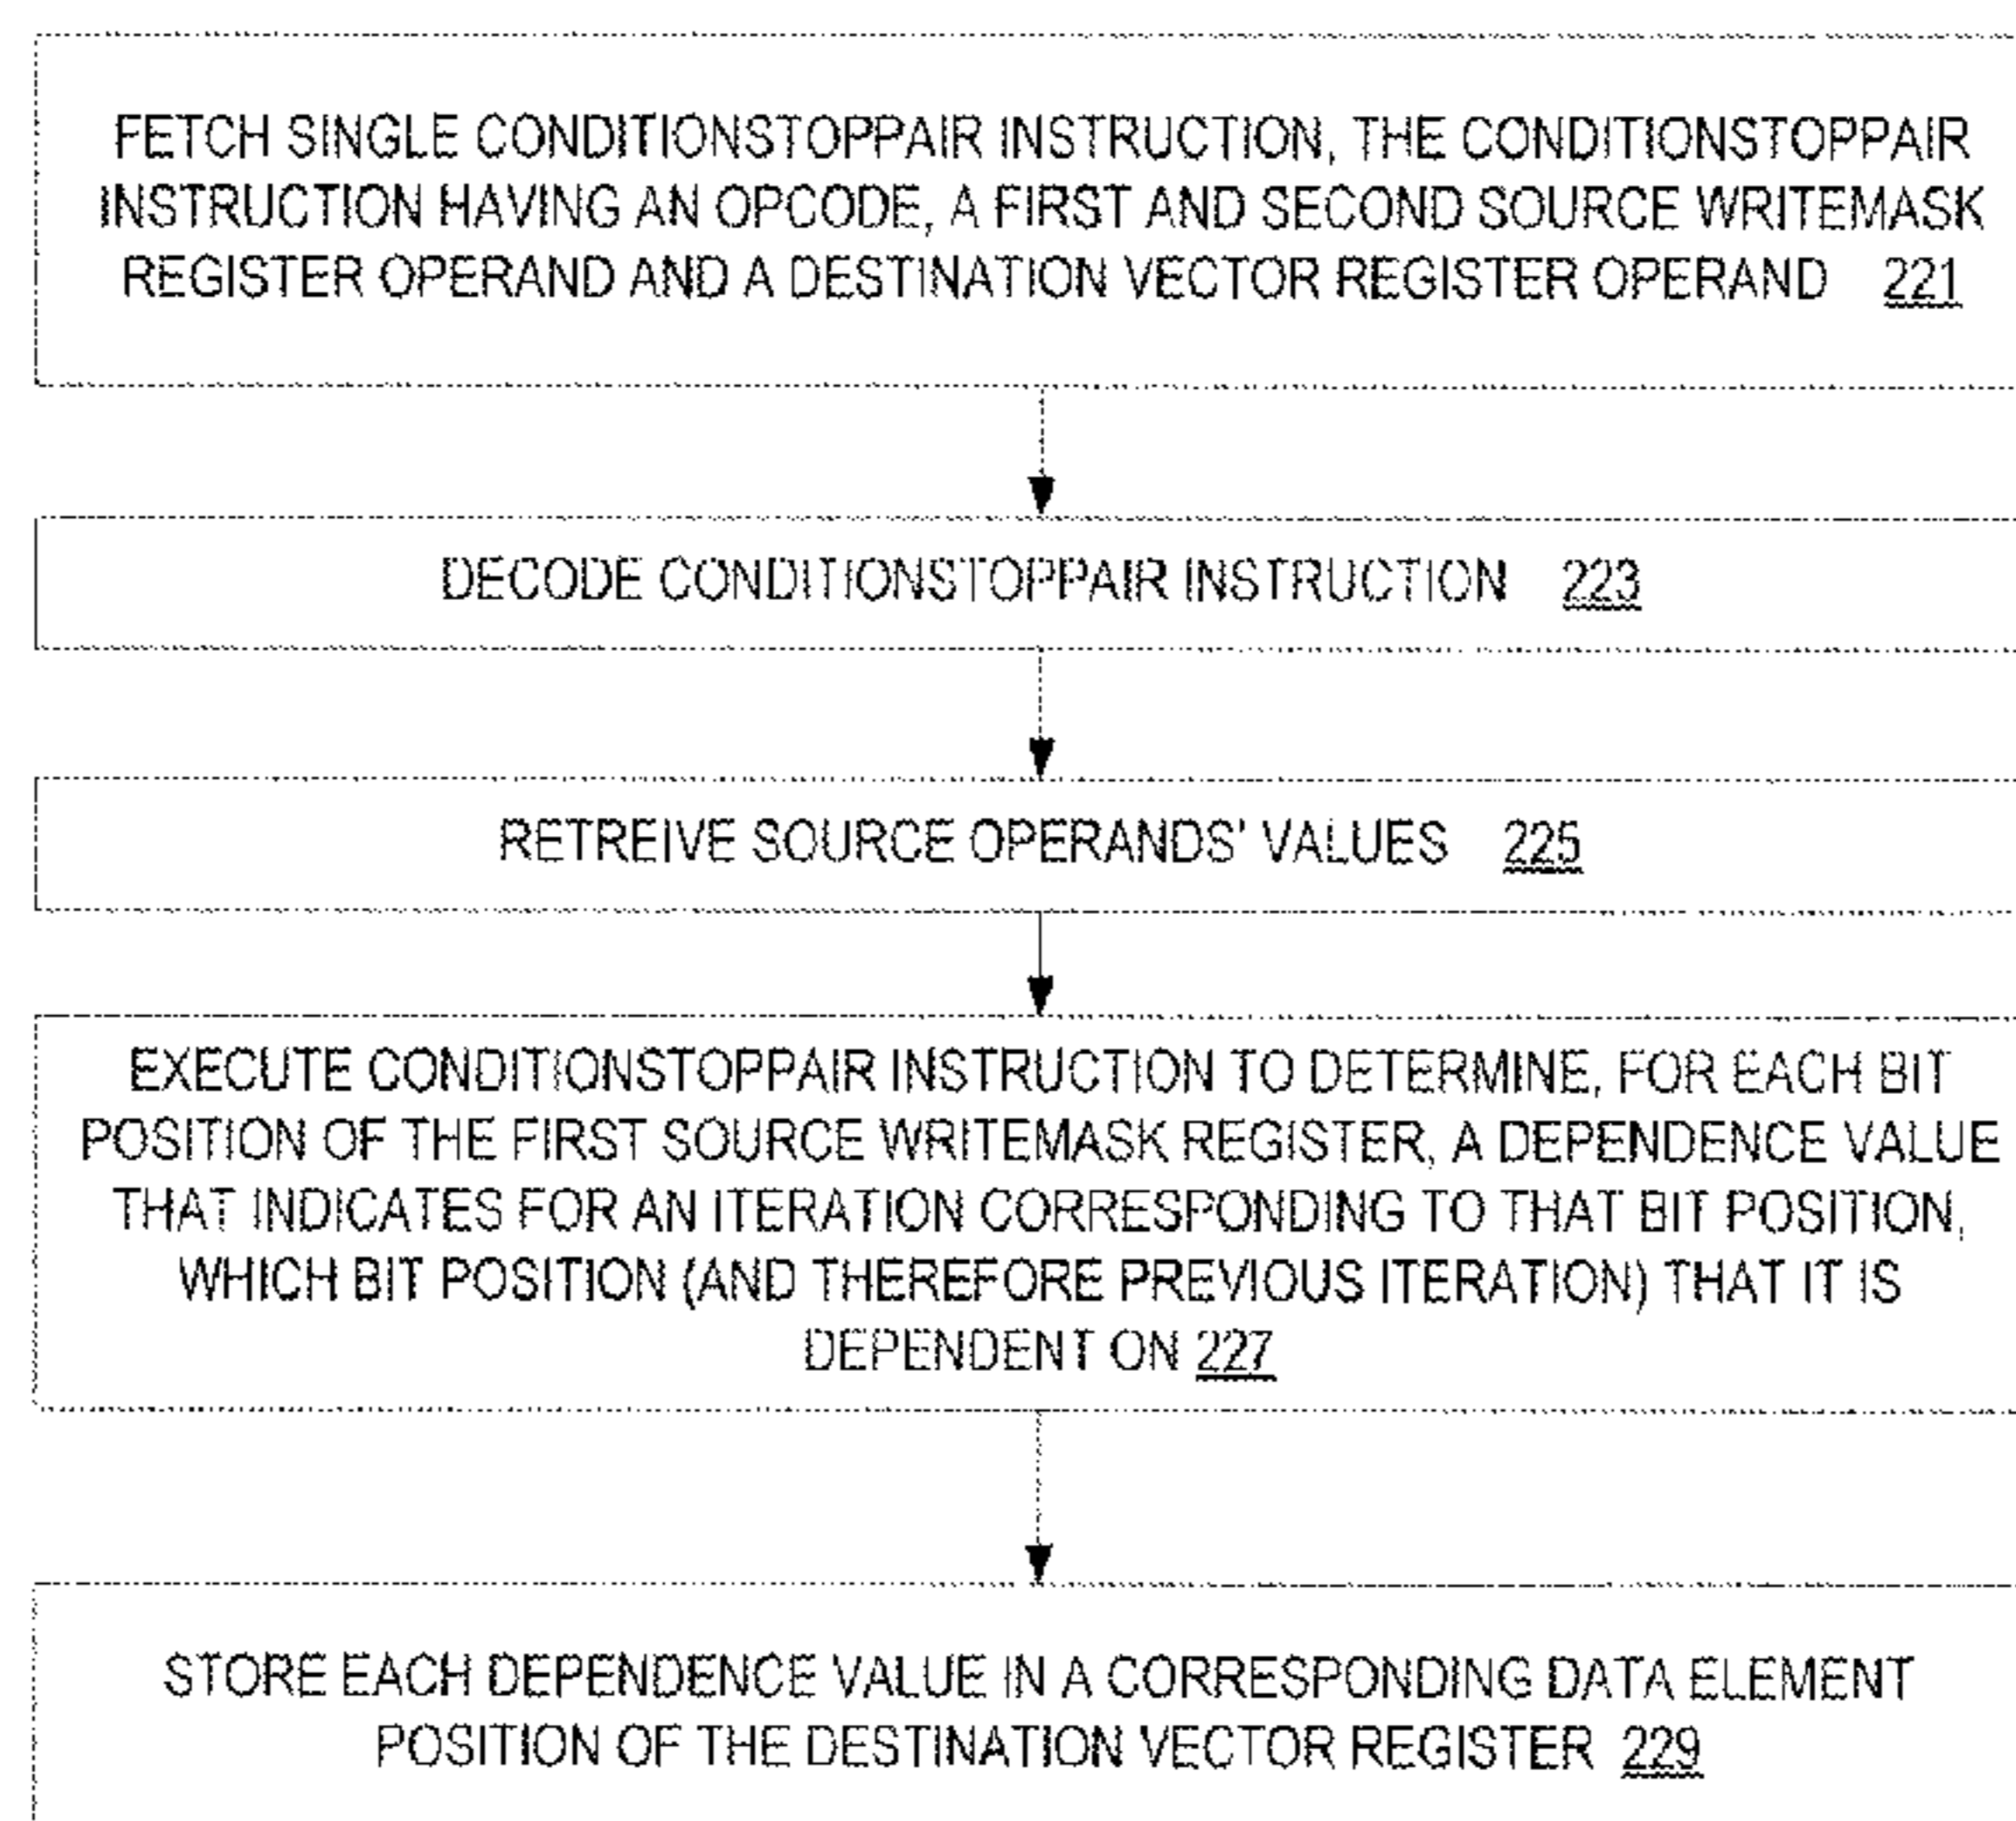 FETCH SINGLE CONDITIONSTOPPAIR INSTRUCTION, THE CONDITIONSTOPPAIR
INSTRUCTION HAVING AN OPCODE, A FIRST AND SECOND SOURCE WRITEMASK
REGISTER OPERAND AND A DESTINATION VECTOR REGISTER OPERAND 221
DECODE CONDITIONSTOPPAIR INSTRUCTION 223
RETREIVE SOURCE OPERANDS' VALUES 225
EXECUTE CONDITIONSTOPPAIR INSTRUCTION TO DETERMINE, FOR EACH BIT
POSITION OF THE FIRST SOURCE WRITEMASK REGISTER, A DEPENDENCE VALUE
THAT INDICATES FOR AN ITERATION CORRESPONDING TO THAT BIT POSITION,
WHICH BIT POSITION (AND THEREFORE PREVIOUS ITERATION) THAT IT IS
DEPENDENT ON 227
STORE EACH DEPENDENCE VALUE IN A CORRESPONDING DATA ELEMENT
POSITION OF THE DESTINATION VECTOR REGISTER 229